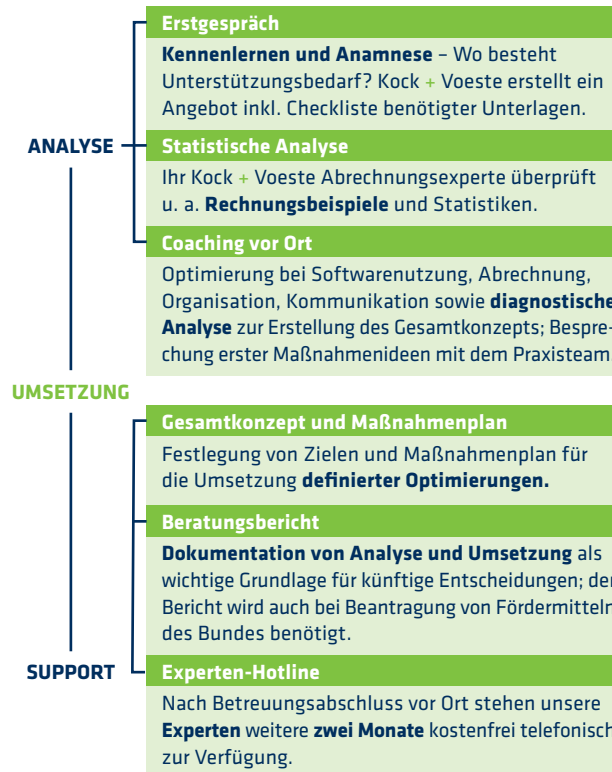 Erstgespräch
Kennenlernen und Anamnese – Wo besteht
Unterstützungsbedarf? Kock + Voeste erstellt ein
Angebot inkl. Checkliste benötigter Unterlagen.
ANALYSE
Statistische Analyse
Ihr Kock + Voeste Abrechnungsexperte überprüft
u. a. Rechnungsbeispiele und Statistiken.
Coaching vor Ort
Optimierung bei Softwarenutzung, Abrechnung,
Organisation, Kommunikation sowie diagnostische
Analyse zur Erstellung des Gesamtkonzepts; Bespre-
chung erster Maßnahmenideen mit dem Praxisteam.
UMSETZUNG
Gesamtkonzept und Maßnahmenplan
Festlegung von Zielen und Maßnahmenplan für
die Umsetzung definierter Optimierungen.
Beratungsbericht
Dokumentation von Analyse und Umsetzung als
wichtige Grundlage für künftige Entscheidungen; der
Bericht wird auch bei Beantragung von Fördermitteln
des Bundes benötigt.
SUPPORT
Experten-Hotline
Nach Betreuungsabschluss vor Ort stehen unsere
Experten weitere zwei Monate kostenfrei telefonisch
zur Verfügung.